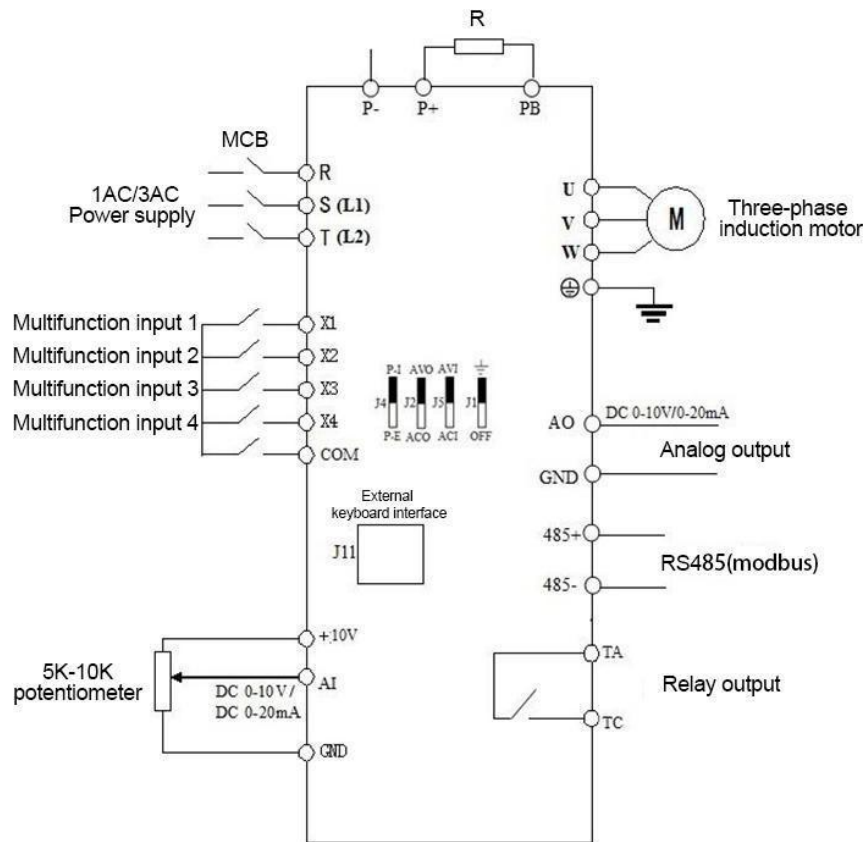 R
P-
P+
PB
MCB
R
1AC/3AC
Power supply
S (L1)
T (L2)
U
V
W
M
Three-phase
induction motor
Multifunction input 1
X1
Multifunction input 2
X2
Multifunction input 3
X3
Multifunction input 4
X4
COM
P-I AVO AVI
J4 J2 J5 J1
P-E ACO ACI OFF
AO
DC 0-10V/0-20mA
Analog output
GND
External
keyboard interface
J11
485+
RS485(modbus)
485-
+10V
5K-10K
potentiometer
AI
DC 0-10V/
DC 0-20mA
GND
TA
Relay output
TC